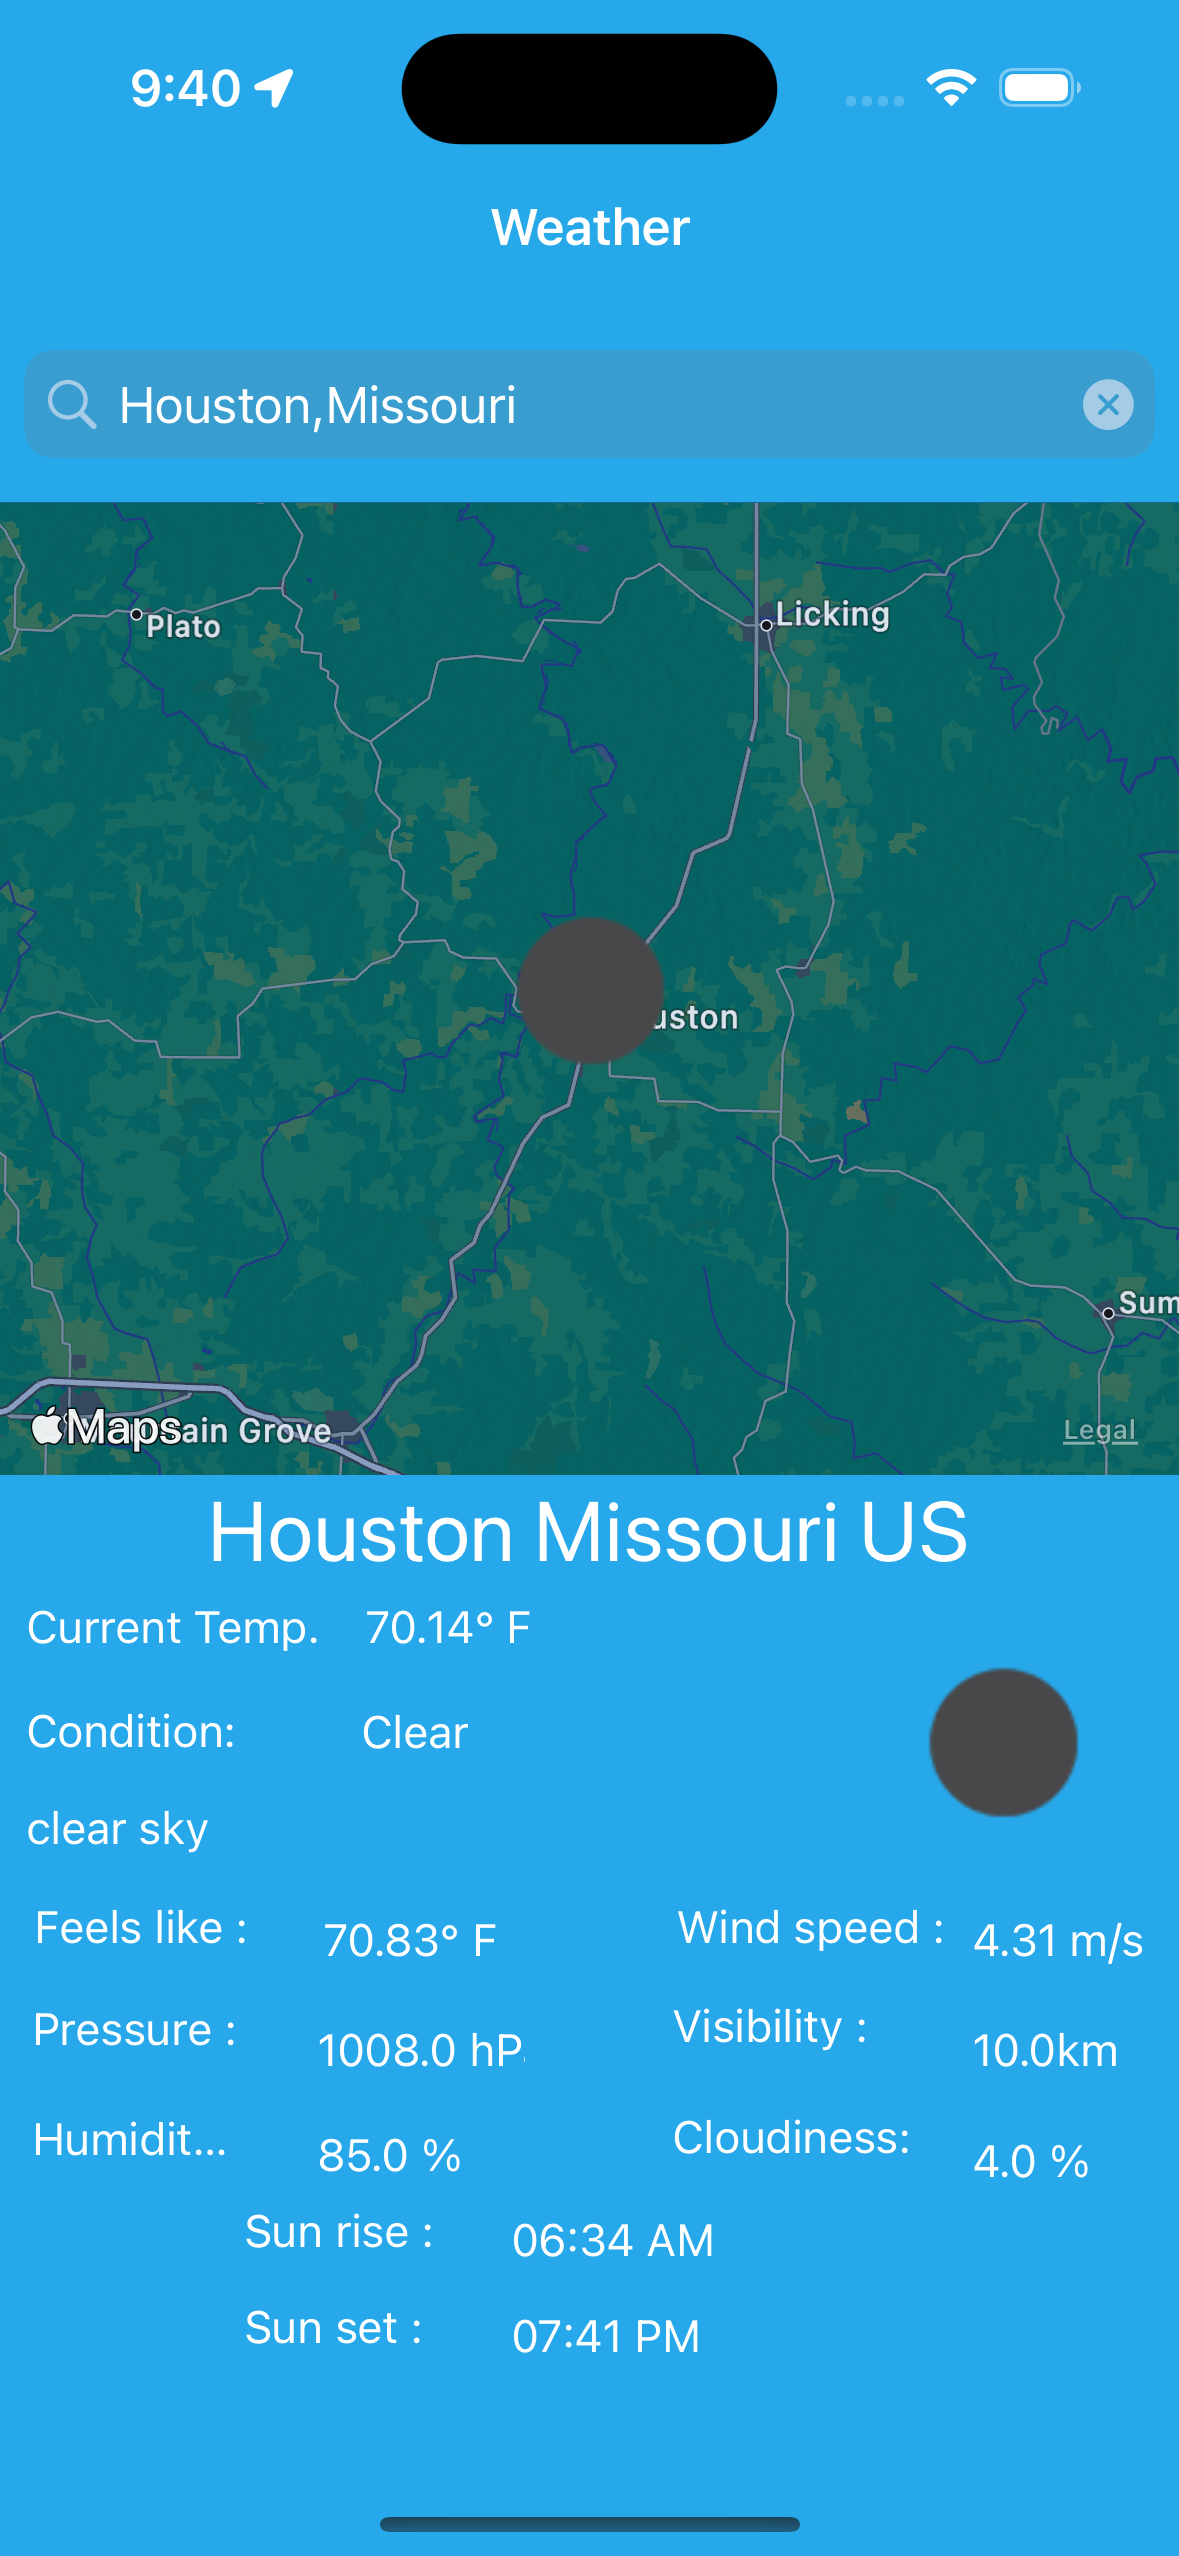 9:40
Weather
Houston,Missouri
Plato
Licking
uston
Sum
Maps
ain Grove
Legal
Houston Missouri US
Current Temp. 70.14° F
Condition: Clear
clear sky
Feels like : 70.83° F Wind speed : 4.31 m/s
Pressure : 1008.0 hP Visibility : 10.0km
Humidit... 85.0 % Cloudiness: 4.0 %
Sun rise : 06:34 AM
Sun set : 07:41 PM